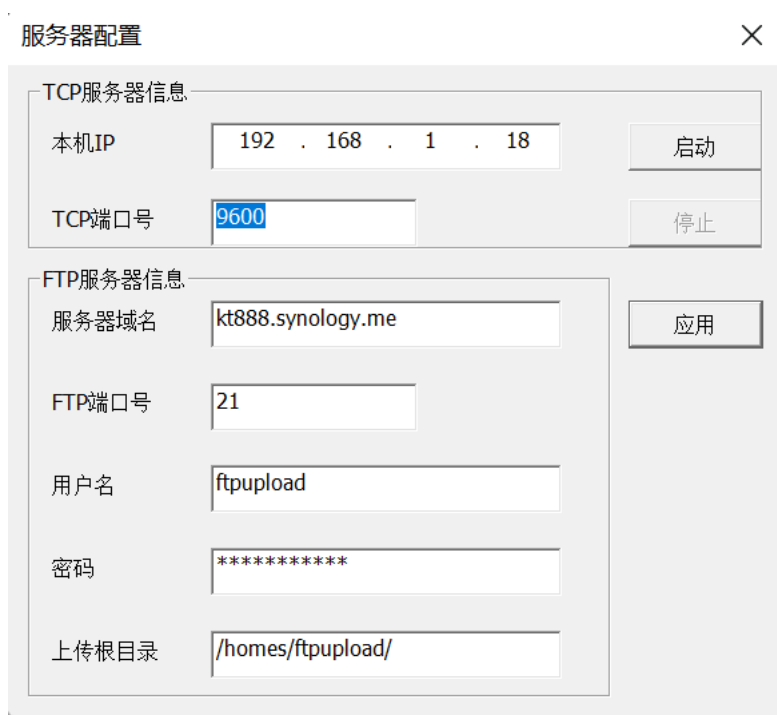 服务器配置
TCP服务器信息
本机IP 192 . 168 . 1 . 18 启动
TCP端口号 9600 停止
FTP服务器信息
服务器域名 kt888.synology.me 应用
FTP端口号 21
用户名 ftpupload
密码 ***********
上传根目录 /homes/ftpupload/